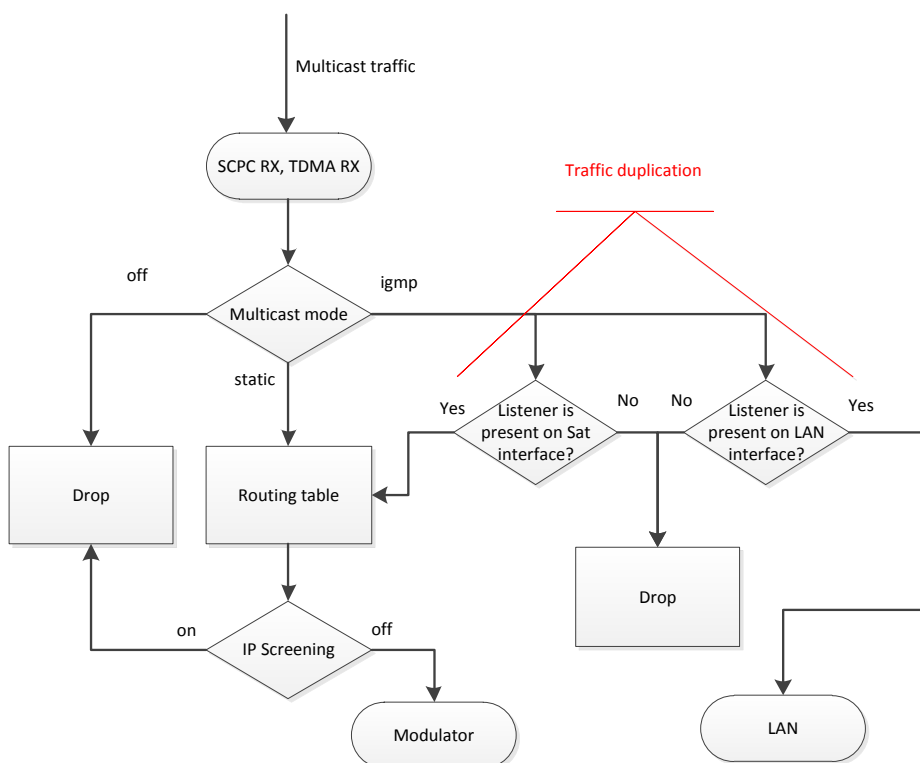 Multicast traffic
SCPC RX, TDMA RX
Traffic duplication
off
igmp
Multicast mode
static
Yes
No
No
Yes
Listener is
present on Sat
interface?
Listener is
present on LAN
interface?
Drop
Routing table
Drop
on
off
IP Screening
Modulator
LAN